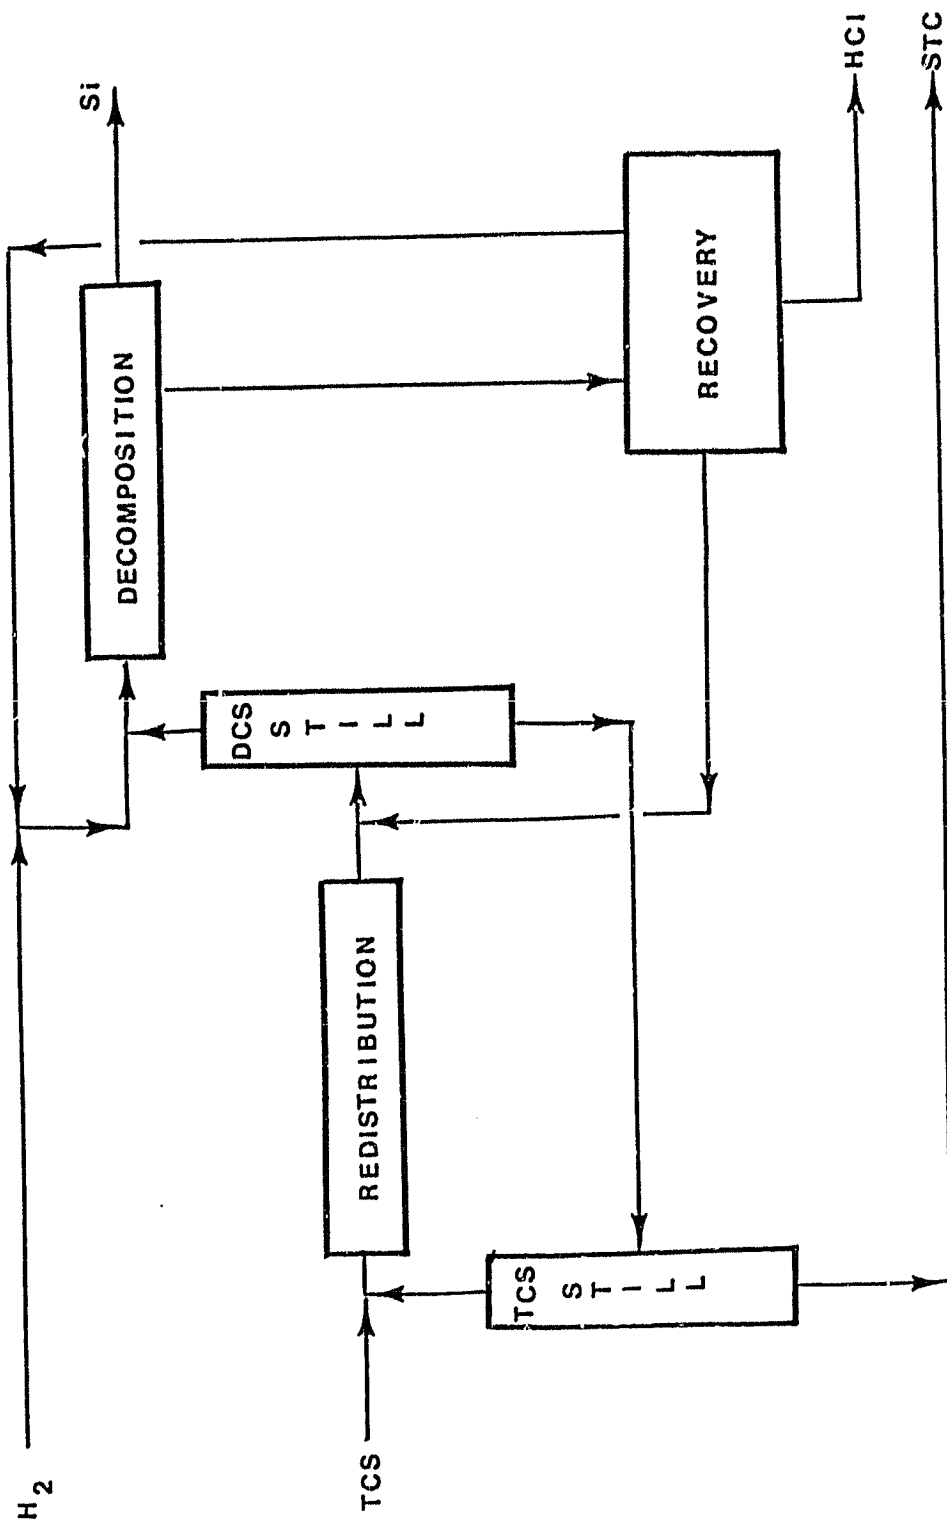 H2
Si
DECOMPOSITION
DCS
STILL
TCS
REDISTRIBUTION
RECOVERY
TCS
STILL
HCl
STC